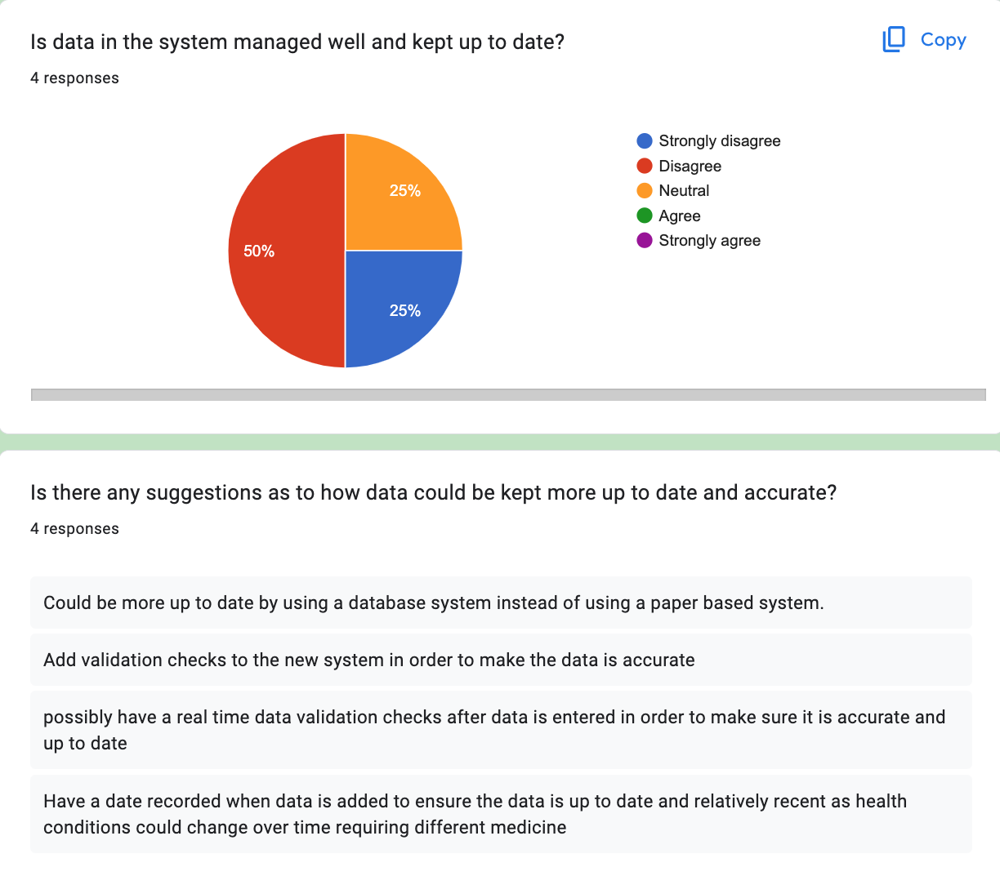 Is data in the system managed well and kept up to date?
Copy
4 responses
25%
50%
25%
Strongly disagree
Disagree
Neutral
Agree
Strongly agree
Is there any suggestions as to how data could be kept more up to date and accurate?
4 responses
Could be more up to date by using a database system instead of using a paper based system.
Add validation checks to the new system in order to make the data is accurate
possibly have a real time data validation checks after data is entered in order to make sure it is accurate and
up to date
Have a date recorded when data is added to ensure the data is up to date and relatively recent as health
conditions could change over time requiring different medicine